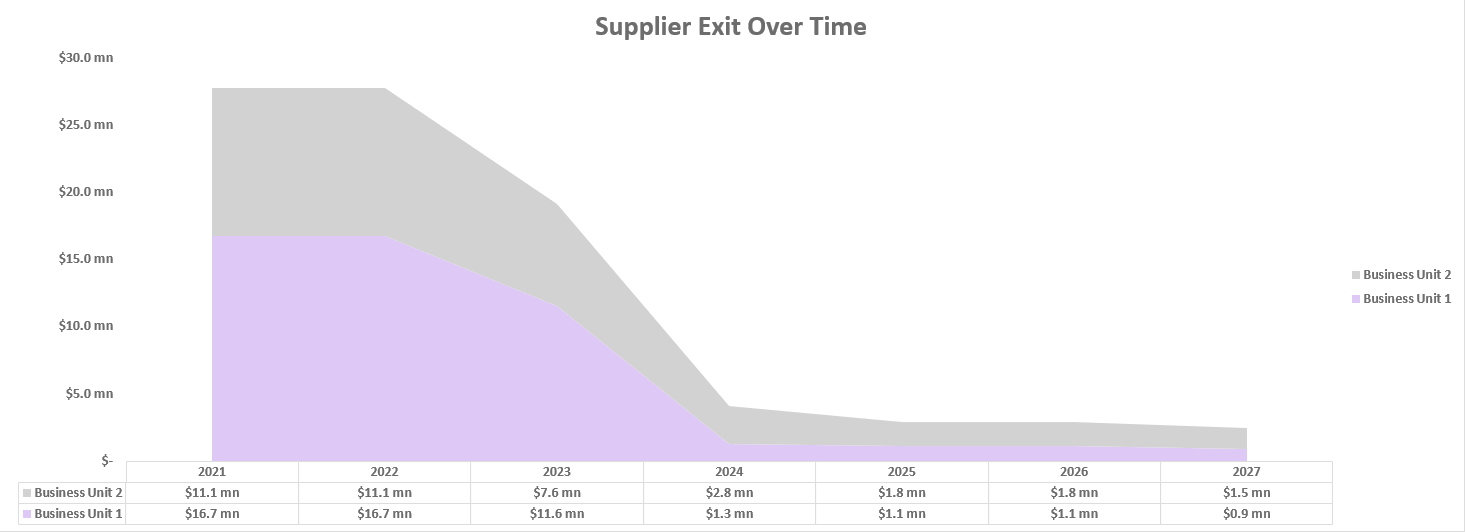 Supplier Exit Over Time
$30.0 mn
$25.0 mn
$20.0 mn
$15.0 mn
$10.0 mn
$5.0 mn
$-
Business Unit 2
Business Unit 1
2021 2022 2023 2024 2025 2026 2027
Business Unit 2 $11.1 mn $11.1 mn $7.6 mn $2.8 mn $1.8 mn $1.8 mn $1.5 mn
Business Unit 1 $16.7 mn $16.7 mn $11.6 mn $1.3 mn $1.1 mn $1.1 mn $0.9 mn